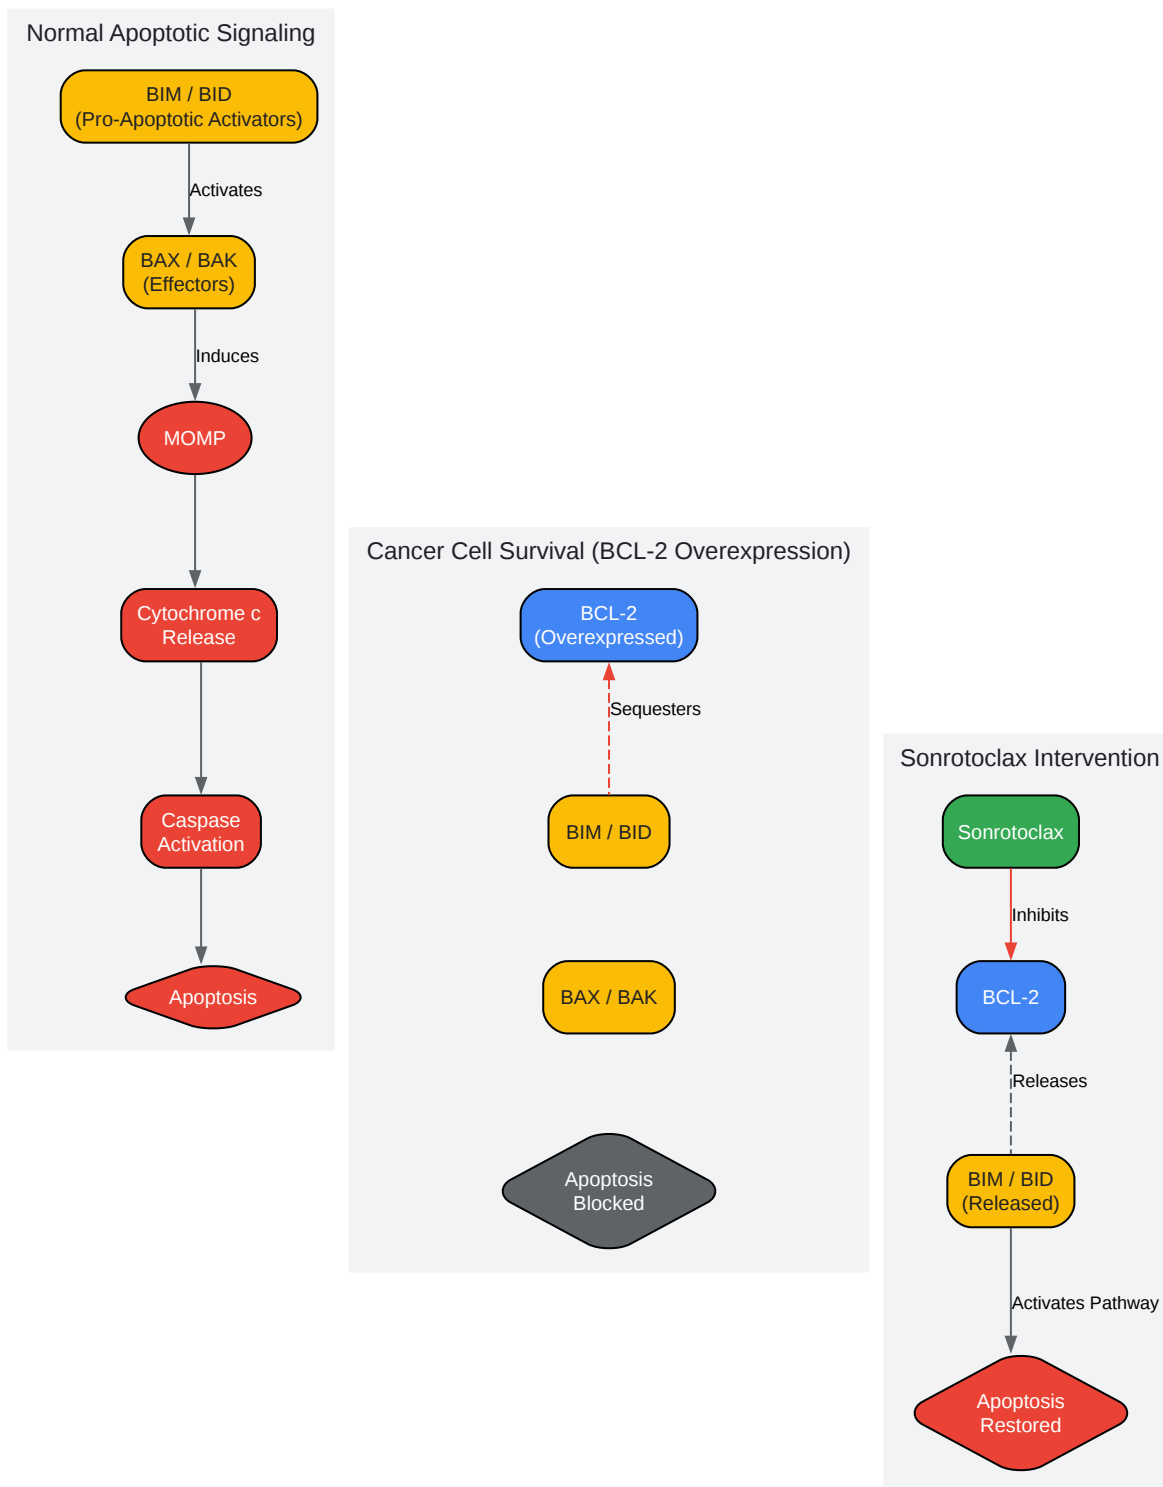 Normal Apoptotic Signaling
BIM / BID
(Pro-Apoptotic Activators)
Activates
BAX / BAK
(Effectors)
Induces
MOMP
Cytochrome c
Release
Caspase
Activation
Apoptosis
Cancer Cell Survival (BCL-2 Overexpression)
BCL-2
(Overexpressed)
Sequesters
BIM / BID
BAX / BAK
Apoptosis
Blocked
Sonrotoclax Intervention
Sonrotoclax
Inhibits
BCL-2
Releases
BIM / BID
(Released)
Activates Pathway
Apoptosis
Restored